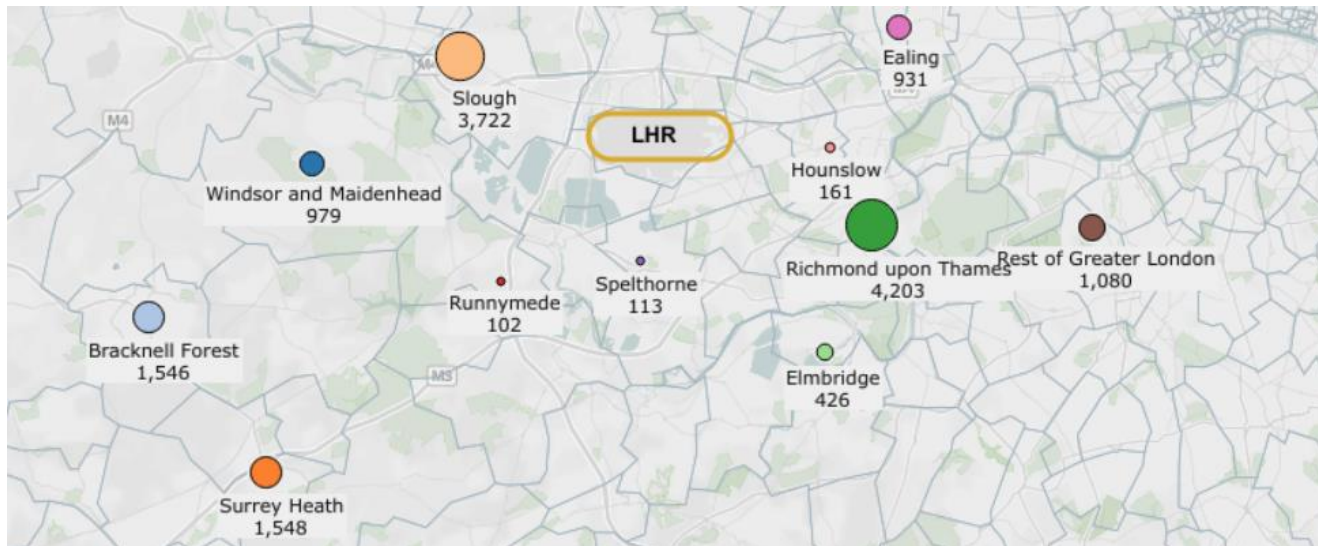 Ealing
931
Slough
3,722
M4
LHR
Hounslow
161
Windsor and Maidenhead
979
Richmond upon Thames
4,203
Rest of Greater London
1,080
Spelthorne
113
Runnymede
102
Bracknell Forest
1,546
Elmbridge
426
M3
Surrey Heath
1,548